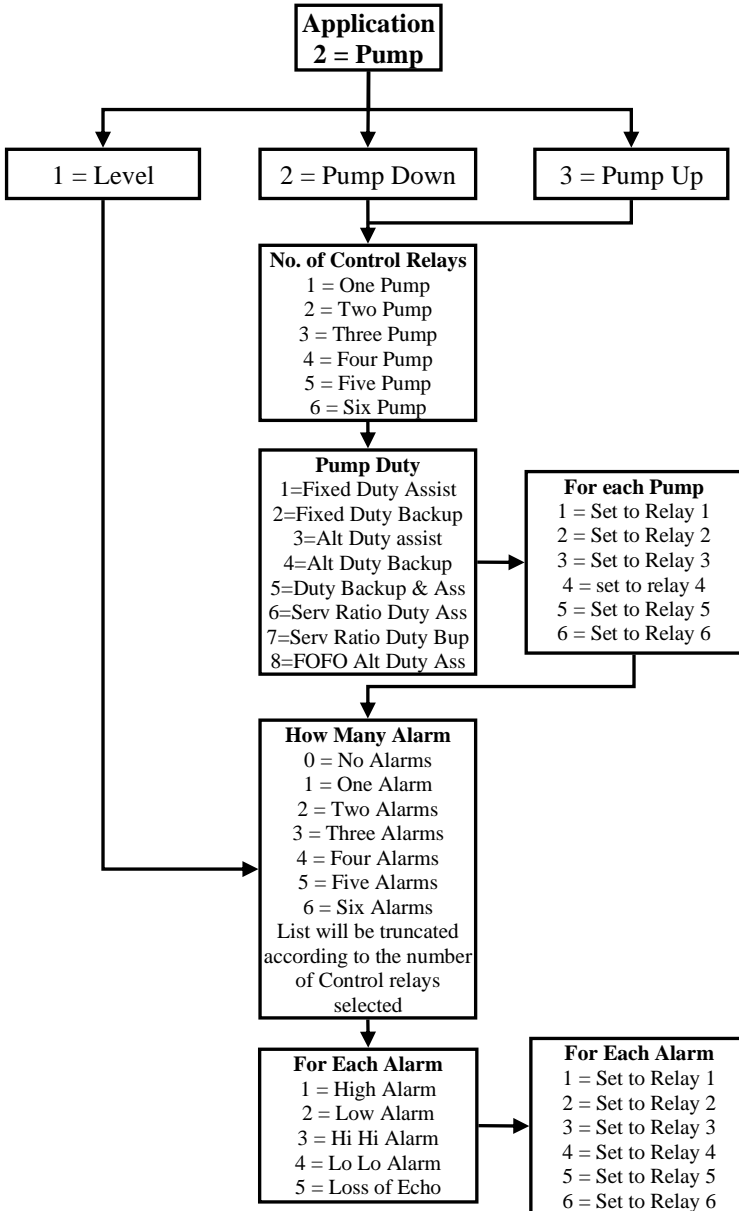 Application
2 = Pump
1 = Level
2 = Pump Down
3 = Pump Up
No. of Control Relays
1 = One Pump
2 = Two Pump
3 = Three Pump
4 = Four Pump
5 = Five Pump
6 = Six Pump
Pump Duty
1=Fixed Duty Assist
2=Fixed Duty Backup
3=Alt Duty assist
4=Alt Duty Backup
5=Duty Backup & Ass
6=Serv Ratio Duty Ass
7=Serv Ratio Duty Bup
8=FOFO Alt Duty Ass
For each Pump
1 = Set to Relay 1
2 = Set to Relay 2
3 = Set to Relay 3
4 = set to relay 4
5 = Set to Relay 5
6 = Set to Relay 6
How Many Alarm
0 = No Alarms
1 = One Alarm
2 = Two Alarms
3 = Three Alarms
4 = Four Alarms
5 = Five Alarms
6 = Six Alarms
List will be truncated
according to the number
of Control relays
selected
For Each Alarm
1 = High Alarm
2 = Low Alarm
3 = Hi Hi Alarm
4 = Lo Lo Alarm
5 = Loss of Echo
For Each Alarm
1 = Set to Relay 1
2 = Set to Relay 2
3 = Set to Relay 3
4 = Set to Relay 4
5 = Set to Relay 5
6 = Set to Relay 6